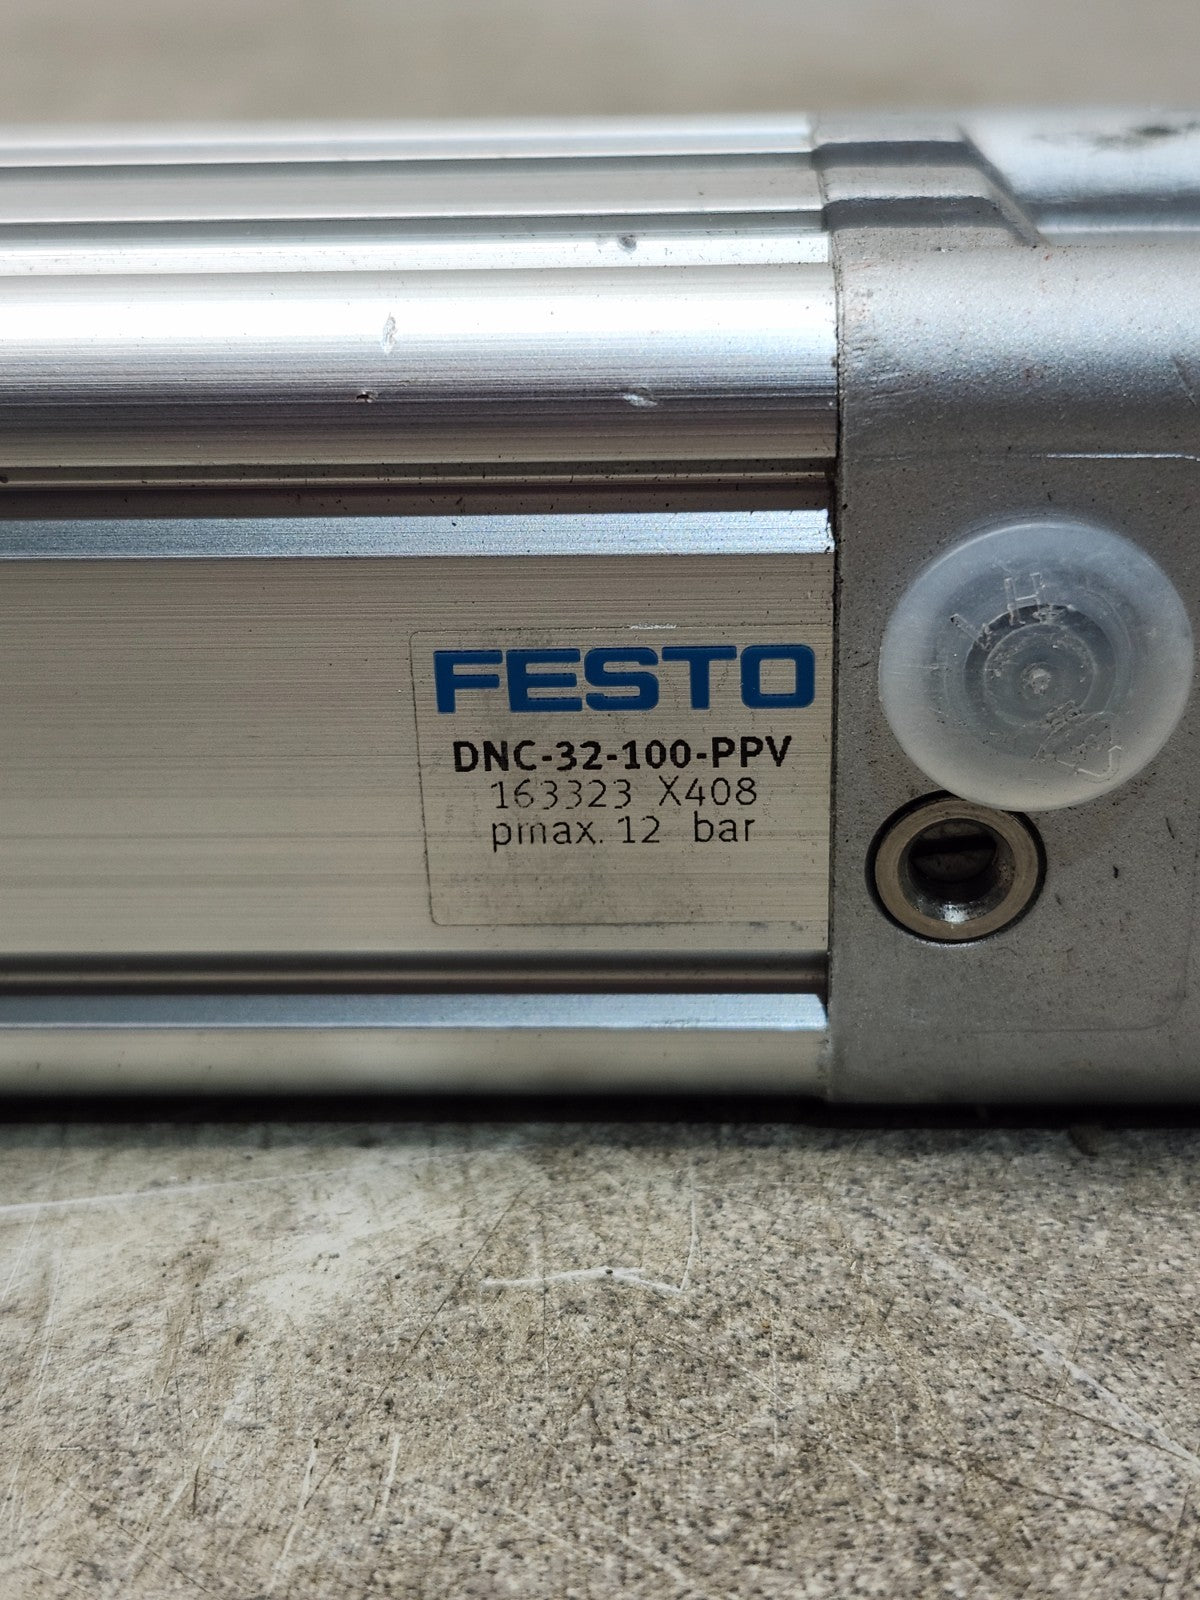 FESTO
DNC-32-100-PPV
163323 X408
pmax. 12 bar